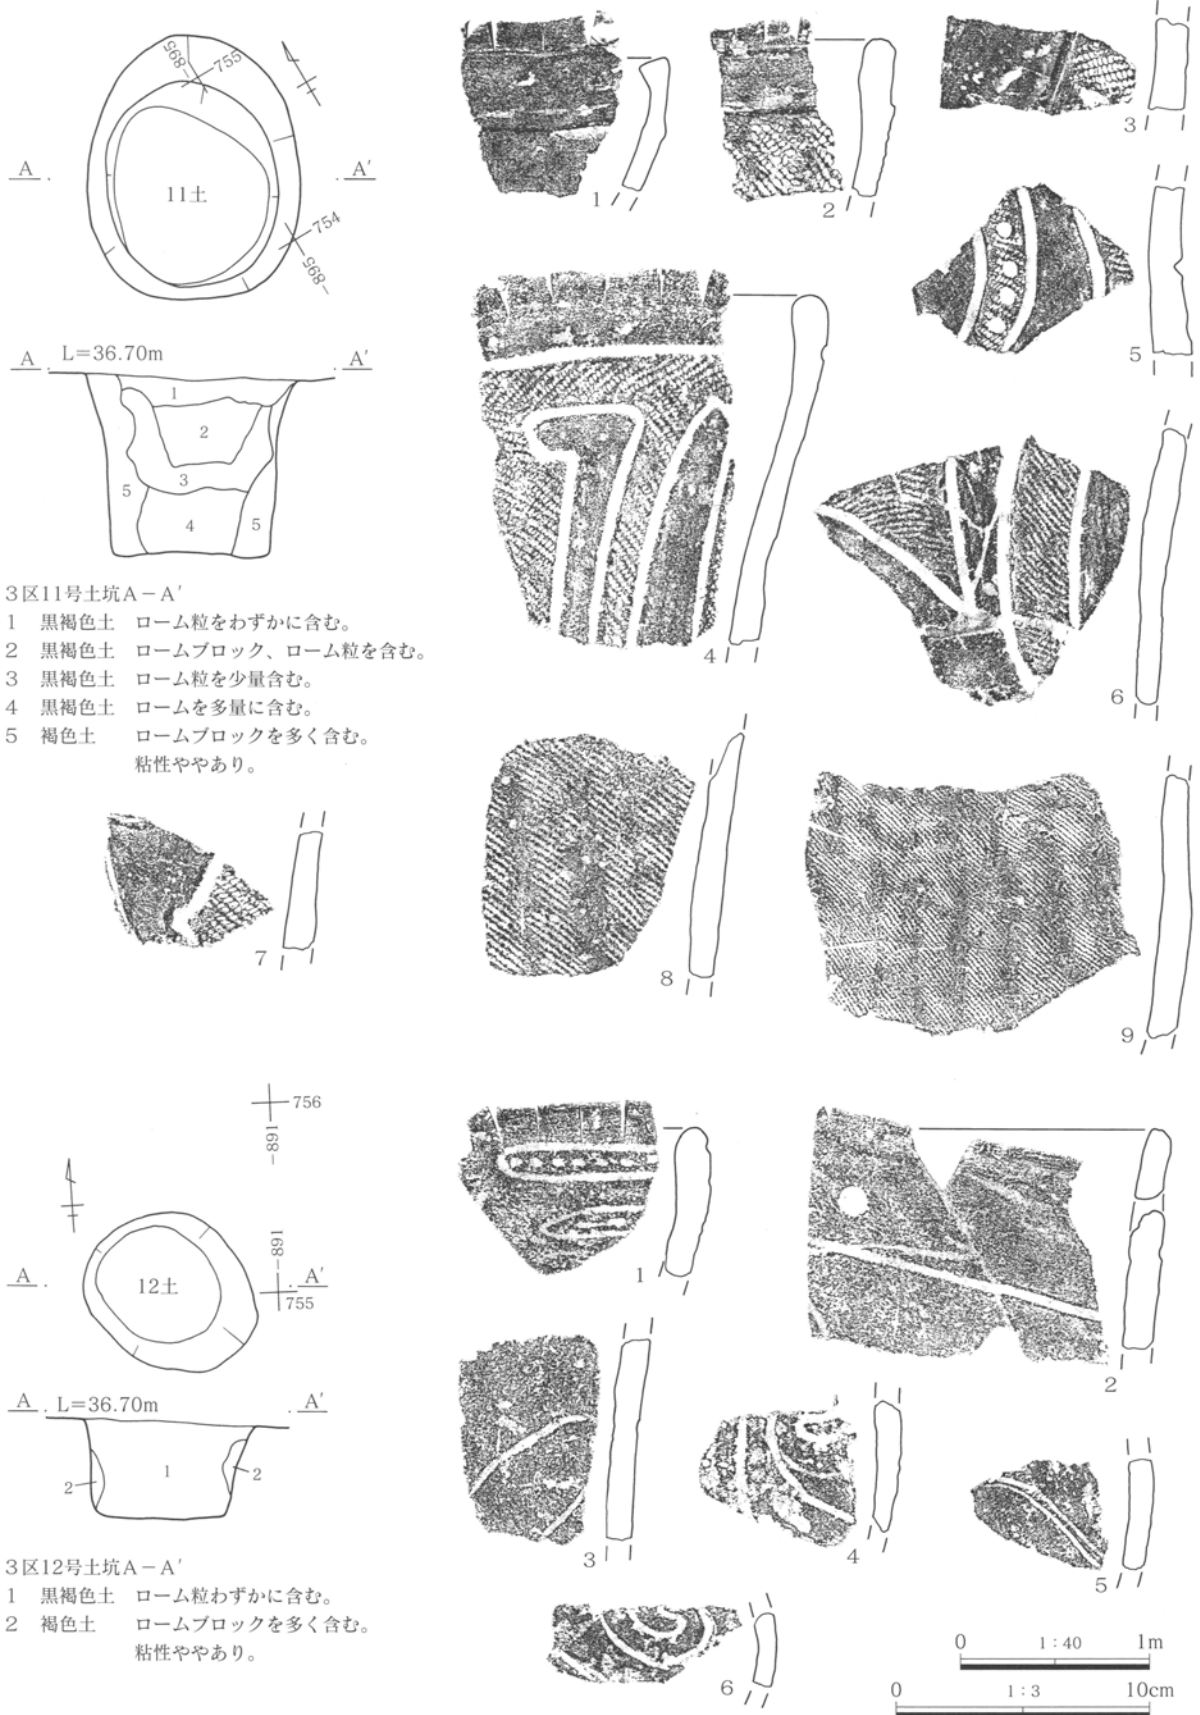 -895
755
A
11土
A′
754
-895
A
L=36.70m
A′
1
2
3
4
5
5
3区11号土坑A－A′
1 黒褐色土 ローム粒をわずかに含む。
2 黒褐色土 ロームブロック、ローム粒を含む。
3 黒褐色土 ローム粒を少量含む。
4 黒褐色土 ロームを多量に含む。
5 褐色土 ロームブロックを多く含む。
粘性ややあり。
1
2
3
4
5
6
7
8
9
756
-891
-891
755
A
12土
A′
A
L=36.70m
A′
1
2
2
3区12号土坑A－A′
1 黒褐色土 ローム粒わずかに含む。
2 褐色土 ロームブロックを多く含む。
粘性ややあり。
1
2
3
4
5
6
0 1:40 1m
0 1:3 10cm